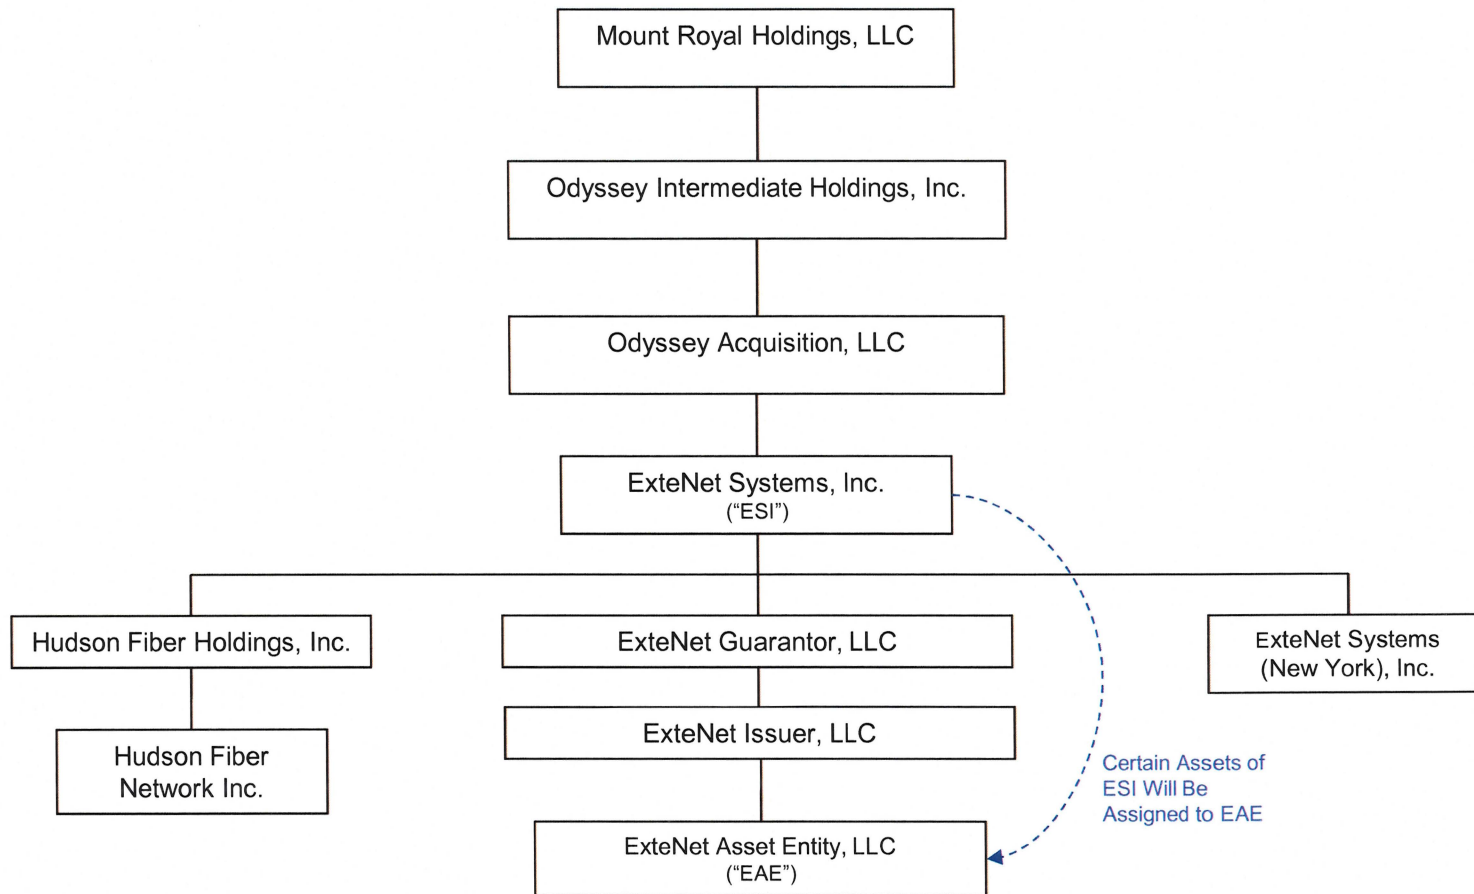 Mount Royal Holdings, LLC
Odyssey Intermediate Holdings, Inc.
Odyssey Acquisition, LLC
ExteNet Systems, Inc.
(“ESI”)
Hudson Fiber Holdings, Inc.
ExteNet Guarantor, LLC
ExteNet Systems
(New York), Inc.
Hudson Fiber
Network Inc.
ExteNet Issuer, LLC
Certain Assets of
ESI Will Be
Assigned to EAE
ExteNet Asset Entity, LLC
(“EAE”)